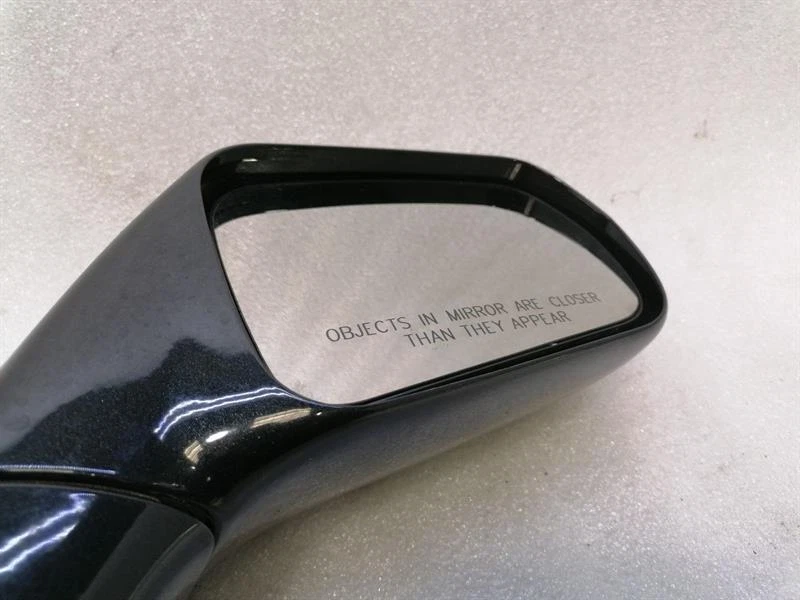 OBJECTS IN MIRROR ARE CLOSER
THAN THEY APPEAR